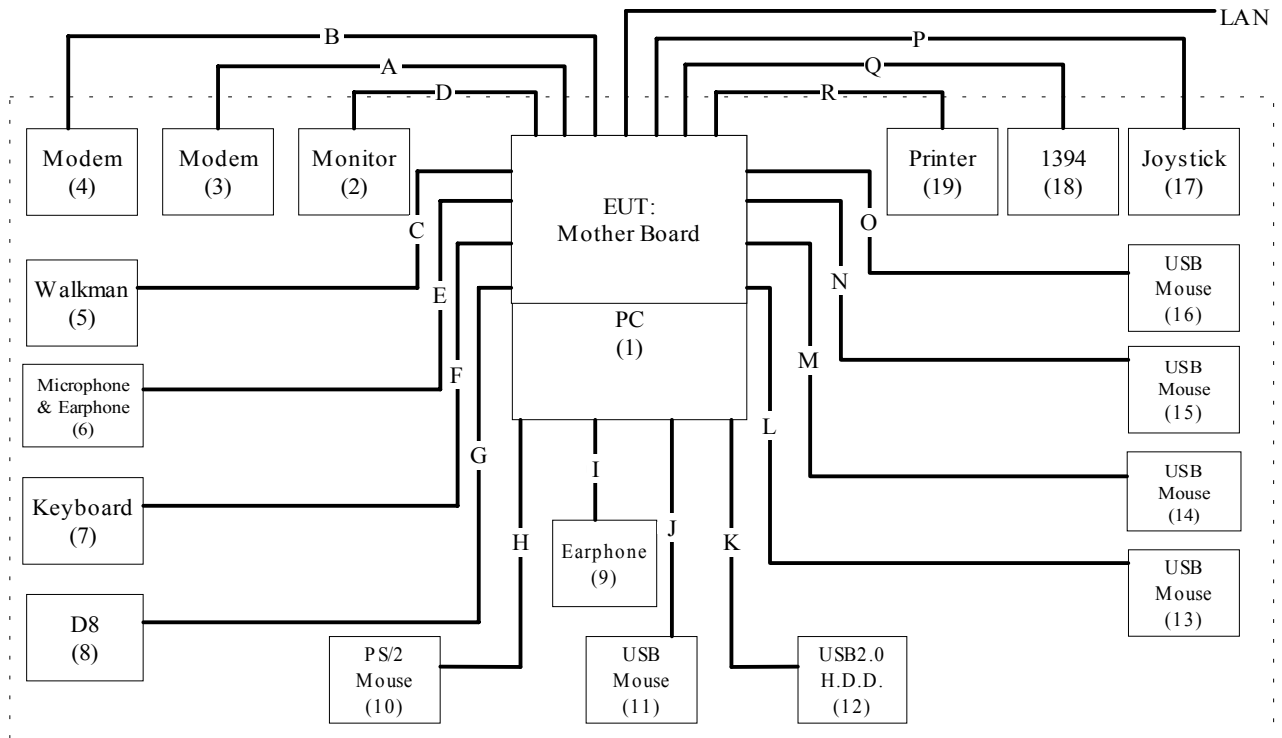 LAN
B
P
A
Q
D
R
Modem
(4)
Modem
(3)
Monitor
(2)
EUT:
Mother Board
Printer
(19)
1394
(18)
Joystick
(17)
C
O
Walkman
(5)
E
N
USB
Mouse
(16)
PC
(1)
F
M
Microphone
& Earphone
(6)
USB
Mouse
(15)
G
I
L
Keyboard
(7)
USB
Mouse
(14)
H
J
K
Earphone
(9)
USB
Mouse
(13)
D8
(8)
PS/2
Mouse
(10)
USB
Mouse
(11)
USB2.0
H.D.D.
(12)